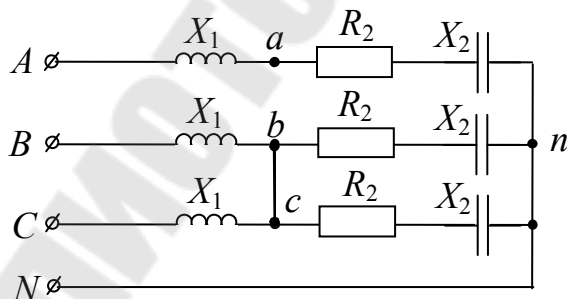 X₁ a R₂ X₂
A
X₁ b R₂ X₂
B n
X₁ c R₂ X₂
C
N